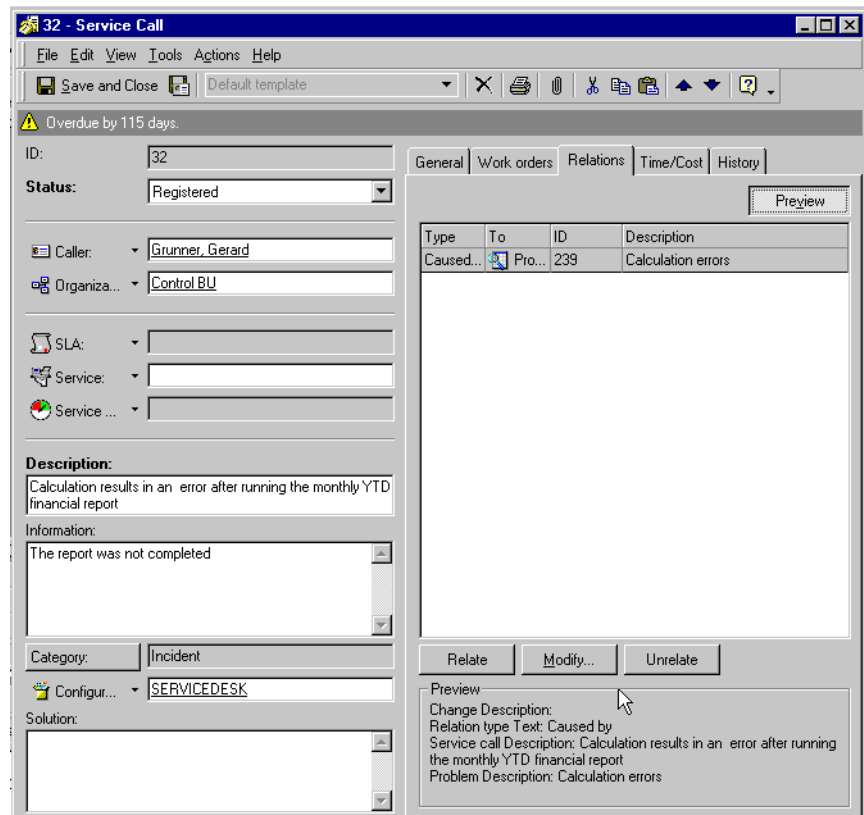 32 - Service Call
File Edit View Tools Actions Help
Save and Close Default template
Overdue by 115 days.
ID: 32
Status: Registered
Caller: Grunner, Gerard
Organiza... Control BU
SLA:
Service:
Service ...
Description:
Calculation results in an error after running the monthly YTD
financial report
Information:
The report was not completed
Category: Incident
Configur... SERVICEDESK
Solution:
General Work orders Relations Time/Cost History
Preview
Type To ID Description
Caused... Pro... 239 Calculation errors
Relate Modify... Unrelate
Preview
Change Description:
Relation type Text: Caused by
Service call Description: Calculation results in an error after running
the monthly YTD financial report
Problem Description: Calculation errors